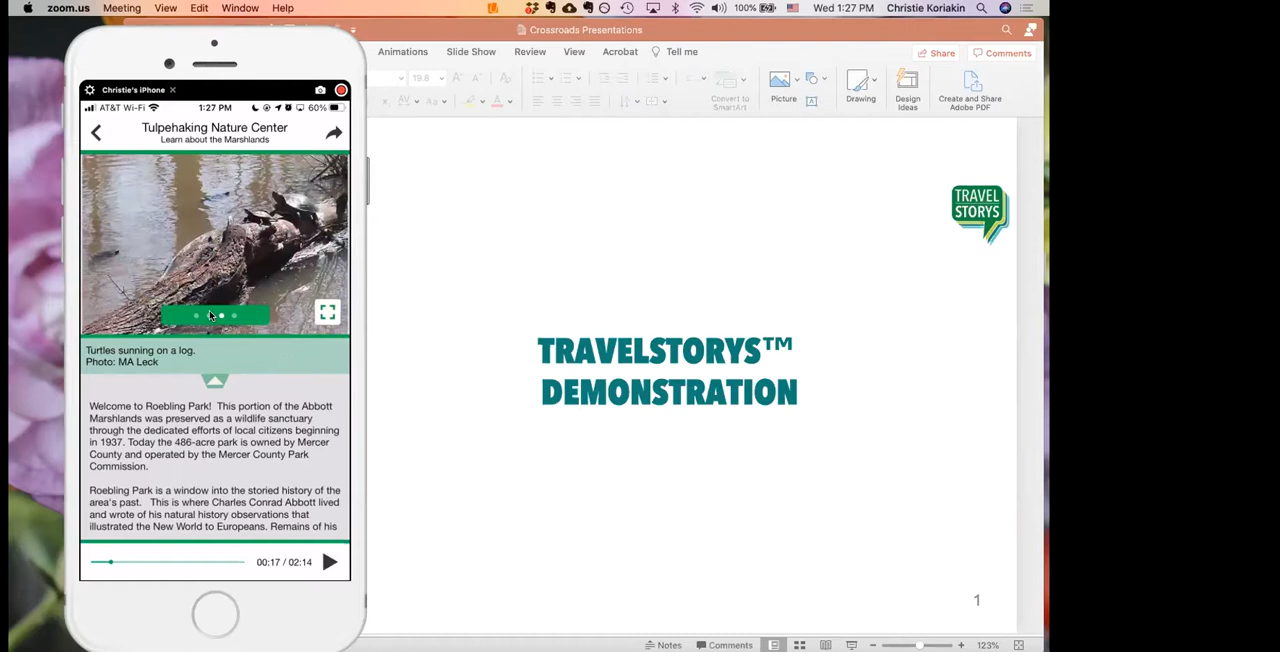 zoom.us Meeting View Edit Window Help
100% Wed 1:27 PM Christie Koriakin
Crossroads Presentations
Animations Slide Show Review View Acrobat Tell me
Share Comments
19.8
Convert to
SmartArt
Picture
Drawing
Design
Ideas
Create and Share
Adobe PDF
Christie's iPhone
AT&T Wi-Fi 1:27 PM 60%
Tulpehaking Nature Center
Learn about the Marshlands
Turtles sunning on a log.
Photo: MA Leck
Welcome to Roebling Park! This portion of the Abbott
Marshlands was preserved as a wildlife sanctuary
through the dedicated efforts of local citizens beginning
in 1937. Today the 486-acre park is owned by Mercer
County and operated by the Mercer County Park
Commission.
Roebling Park is a window into the storied history of the
area's past. This is where Charles Conrad Abbott lived
and wrote of his natural history observations that
illustrated the New World to Europeans. Remains of his
00:17 / 02:14
TRAVEL
STORYS
TRAVELSTORYS™
DEMONSTRATION
1
Notes Comments 123%